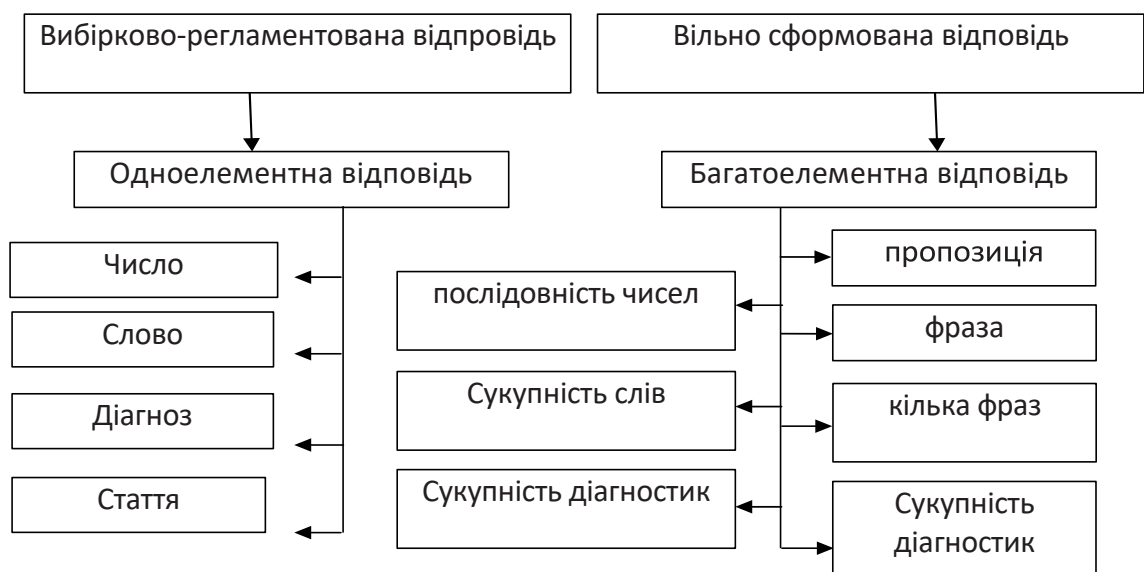 Вибірково-регламентована відпровідь
Вільно сформована відповідь
Одноелементна відповідь
Багатоелементна відповідь
Число
Слово
Діагноз
Стаття
послідовність чисел
Сукупність слів
Сукупність діагностик
пропозиція
фраза
кілька фраз
Сукупність
діагностик